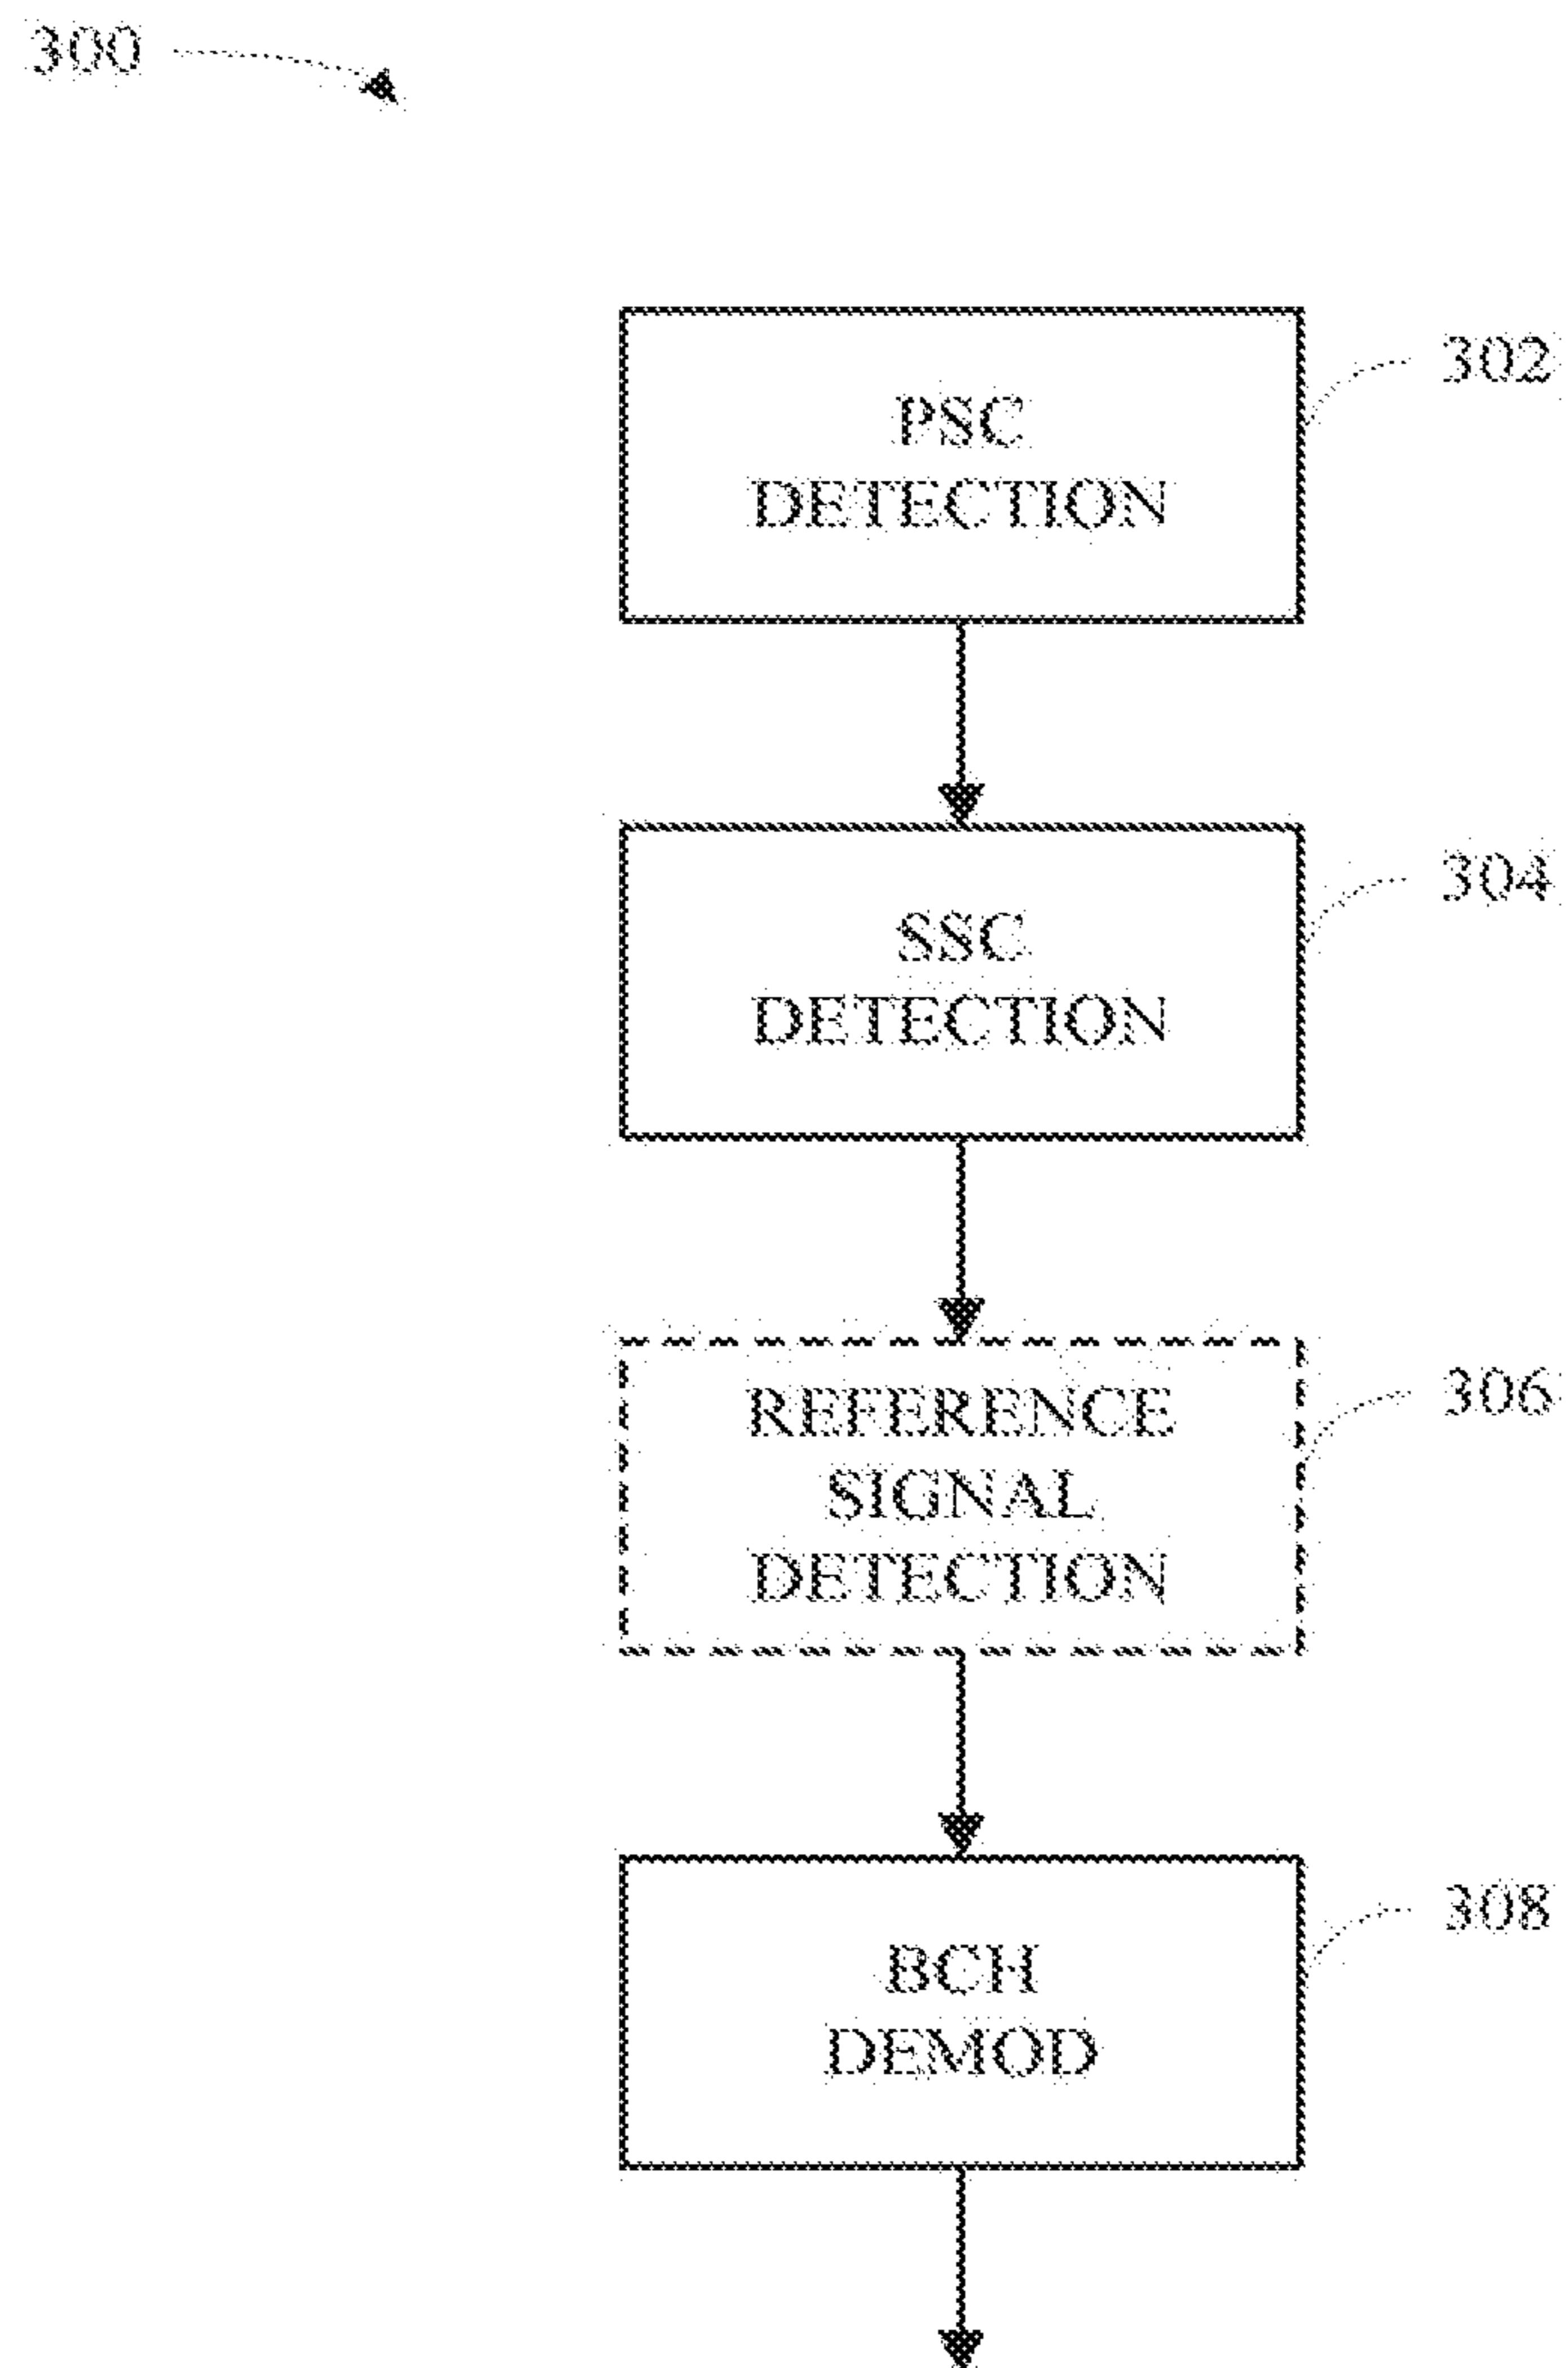 300
PSC
DETECTION
302
SSC
DETECTION
304
REFERENCE
SIGNAL
DETECTION
306
BCH
DEMOD
308